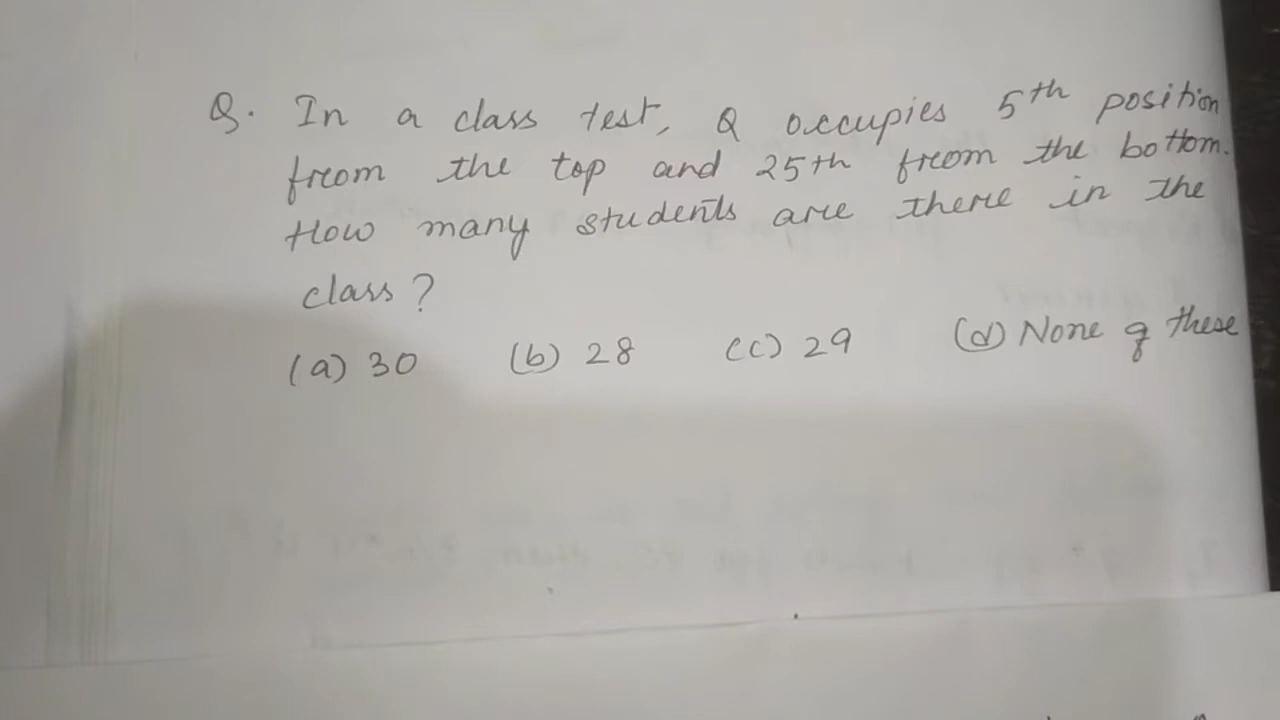 Q. In a class test, Q occupies 5th position
from the top and 25th from the bottom.
How many students are there in the
class?
(a) 30 (b) 28 (c) 29 (d) None of these